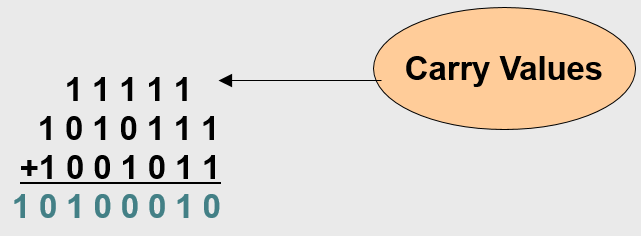 Carry Values
1 1 1 1 1
1 0 1 0 1 1 1
+1 0 0 1 0 1 1
1 0 1 0 0 0 1 0